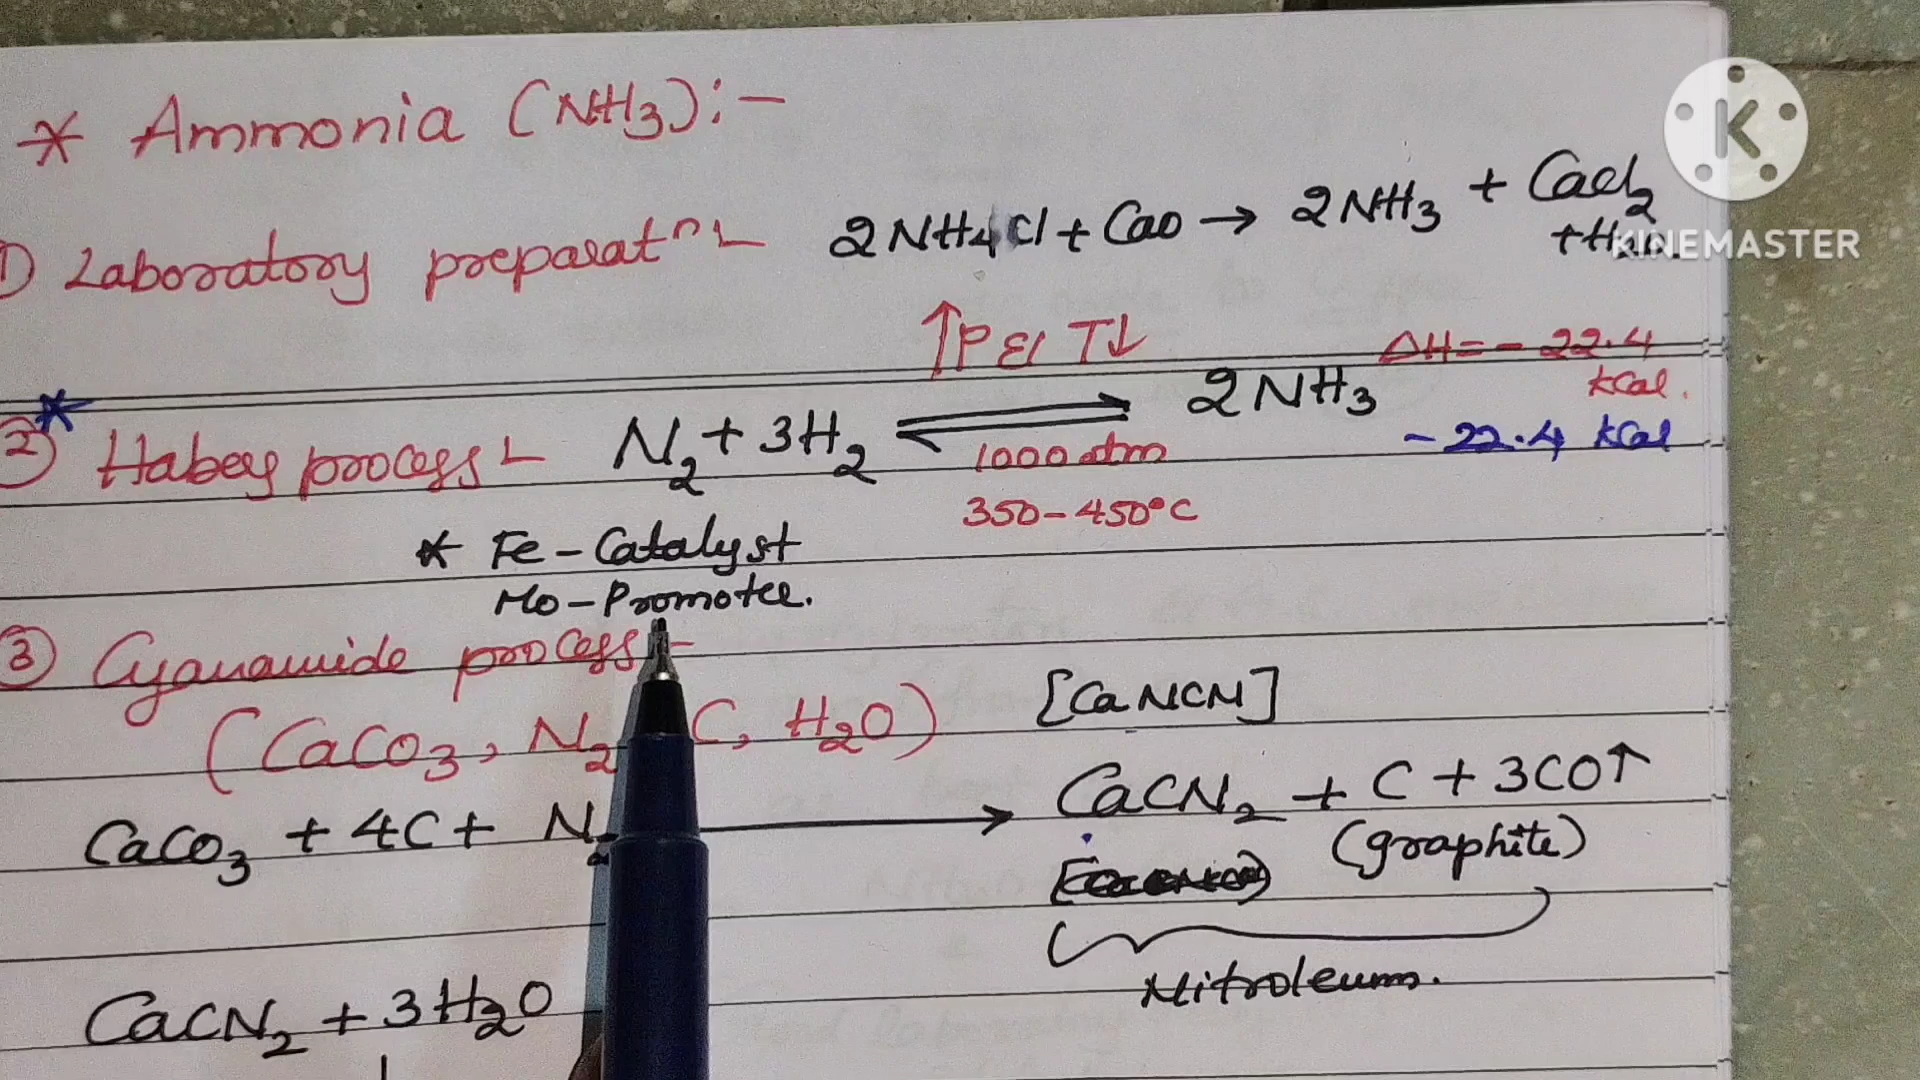 * Ammonia (NH3):-
1) Laboratory preparatn :- 2NH4Cl + CaO → 2NH3 + CaCl2
+ H2O.
KINEMASTER
↑P & T↓
ΔH = - 22.4
kCal.
2) Habers process :- N2 + 3H2 ⇌ 2NH3
- 22.4 kCal
1000 atm
350-450°C
* Fe - Catalyst
Mo - Promoter.
3) Cyanamide process :-
[CaNCN]
(CaCO3, N2, C, H2O)
CaCO3 + 4C + N2 → CaCN2 + C + 3CO↑
(graphite)
Nitroleum.
CaCN2 + 3H2O